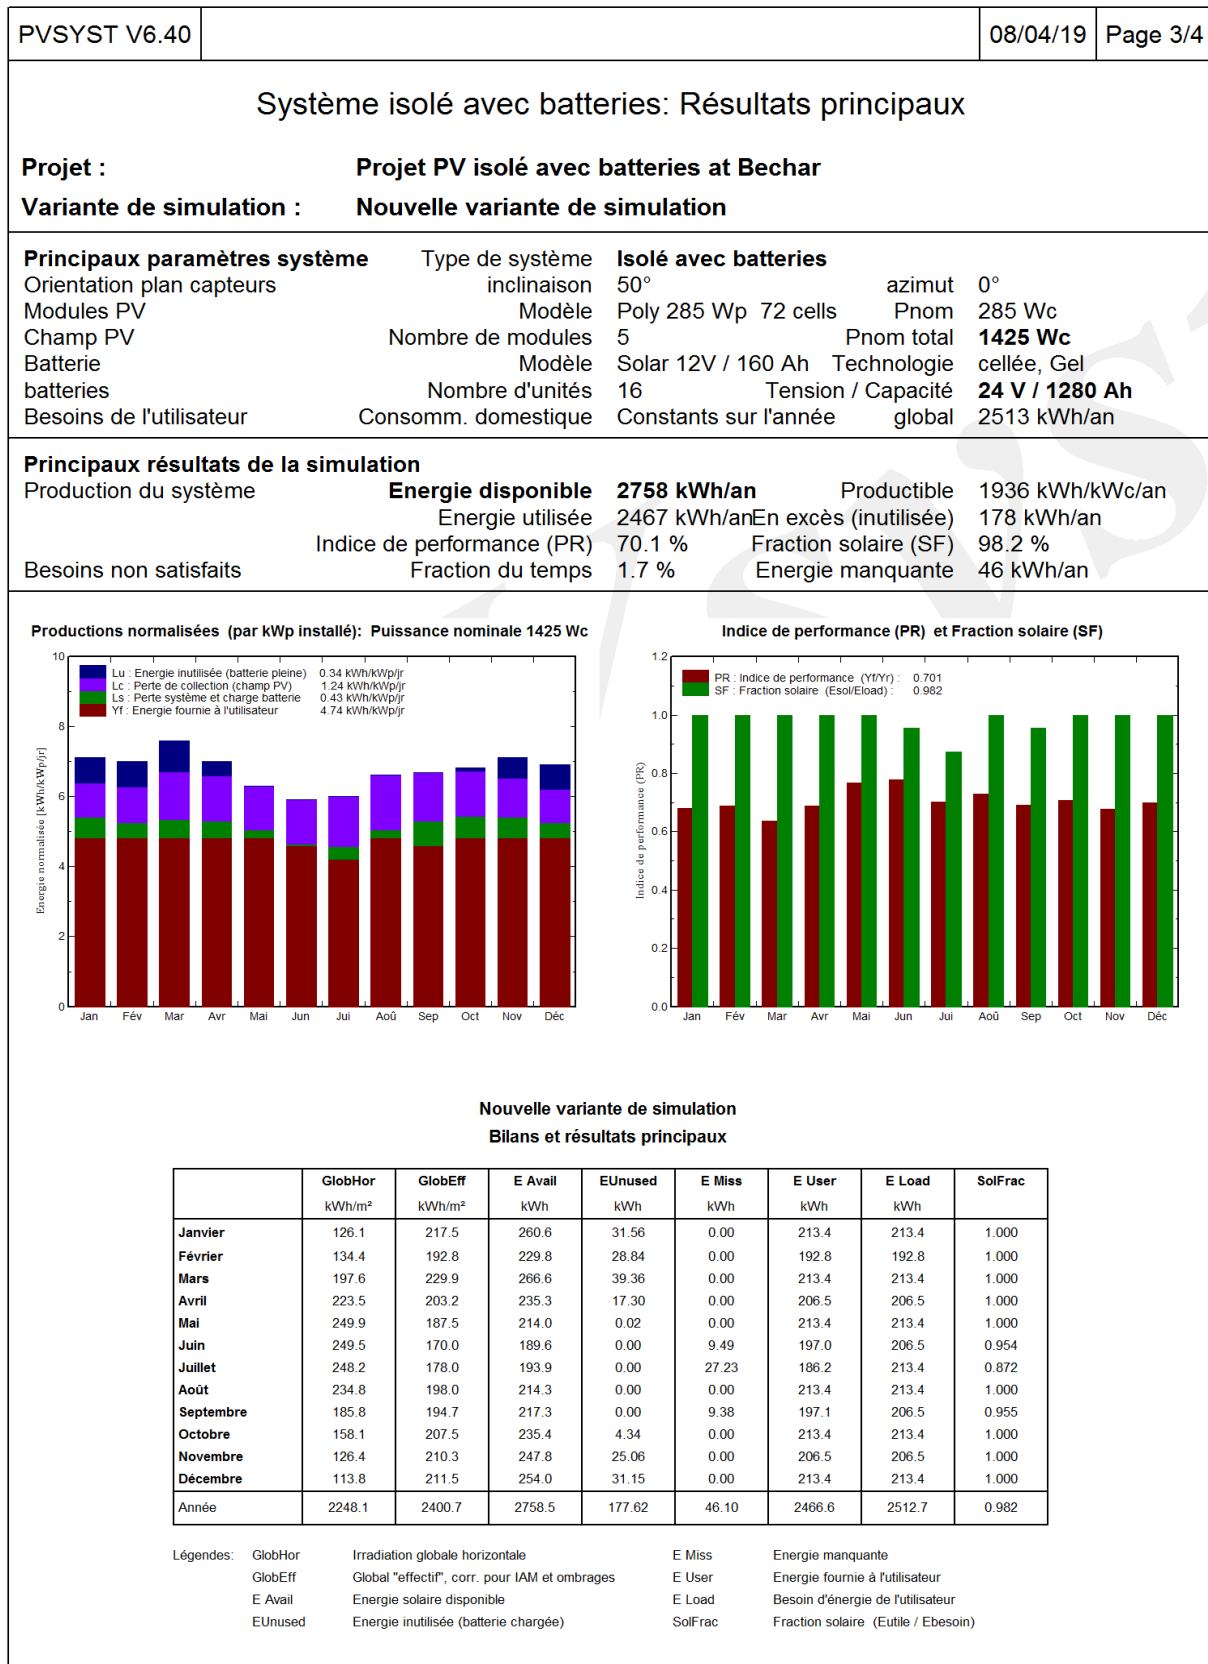 PVSYST V6.40 08/04/19 Page 3/4
Système isolé avec batteries: Résultats principaux
Projet : Projet PV isolé avec batteries at Bechar
Variante de simulation : Nouvelle variante de simulation
Principaux paramètres système Type de système Isolé avec batteries
Orientation plan capteurs inclinaison 50° azimut 0°
Modules PV Modèle Poly 285 Wp 72 cells Pnom 285 Wc
Champ PV Nombre de modules 5 Pnom total 1425 Wc
Batterie Modèle Solar 12V / 160 Ah Technologie cellée, Gel
batteries Nombre d'unités 16 Tension / Capacité 24 V / 1280 Ah
Besoins de l'utilisateur Consomm. domestique Constants sur l'année global 2513 kWh/an
Principaux résultats de la simulation
Production du système Energie disponible 2758 kWh/an Productible 1936 kWh/kWc/an
Energie utilisée 2467 kWh/an En excès (inutilisée) 178 kWh/an
Indice de performance (PR) 70.1 % Fraction solaire (SF) 98.2 %
Besoins non satisfaits Fraction du temps 1.7 % Energie manquante 46 kWh/an
Productions normalisées (par kWp installé): Puissance nominale 1425 Wc
10
8
6
4
2
0
Energie normalisée [kWh/kWp/jr]
Lu : Energie inutilisée (batterie pleine) 0.34 kWh/kWp/jr
Lc : Perte de collection (champ PV) 1.24 kWh/kWp/jr
Ls : Perte système et charge batterie 0.43 kWh/kWp/jr
Yf : Energie fournie à l'utilisateur 4.74 kWh/kWp/jr
Jan Fév Mar Avr Mai Jun Jui Aoû Sep Oct Nov Déc
Indice de performance (PR) et Fraction solaire (SF)
1.2
1.0
0.8
0.6
0.4
0.2
0.0
Indice de performance (PR)
PR : Indice de performance (Yf/Yr) : 0.701
SF : Fraction solaire (Esol/Eload) : 0.982
Jan Fév Mar Avr Mai Jun Jui Aoû Sep Oct Nov Déc
Nouvelle variante de simulation
Bilans et résultats principaux
GlobHor GlobEff E Avail EUnused E Miss E User E Load SolFrac
kWh/m² kWh/m² kWh kWh kWh kWh kWh
Janvier 126.1 217.5 260.6 31.56 0.00 213.4 213.4 1.000
Février 134.4 192.8 229.8 28.84 0.00 192.8 192.8 1.000
Mars 197.6 229.9 266.6 39.36 0.00 213.4 213.4 1.000
Avril 223.5 203.2 235.3 17.30 0.00 206.5 206.5 1.000
Mai 249.9 187.5 214.0 0.02 0.00 213.4 213.4 1.000
Juin 249.5 170.0 189.6 0.00 9.49 197.0 206.5 0.954
Juillet 248.2 178.0 193.9 0.00 27.23 186.2 213.4 0.872
Août 234.8 198.0 214.3 0.00 0.00 213.4 213.4 1.000
Septembre 185.8 194.7 217.3 0.00 9.38 197.1 206.5 0.955
Octobre 158.1 207.5 235.4 4.34 0.00 213.4 213.4 1.000
Novembre 126.4 210.3 247.8 25.06 0.00 206.5 206.5 1.000
Décembre 113.8 211.5 254.0 31.15 0.00 213.4 213.4 1.000
Année 2248.1 2400.7 2758.5 177.62 46.10 2466.6 2512.7 0.982
Légendes: GlobHor Irradiation globale horizontale E Miss Energie manquante
GlobEff Global "effectif", corr. pour IAM et ombrages E User Energie fournie à l'utilisateur
E Avail Energie solaire disponible E Load Besoin d'énergie de l'utilisateur
EUnused Energie inutilisée (batterie chargée) SolFrac Fraction solaire (Eutile / Ebesoin)